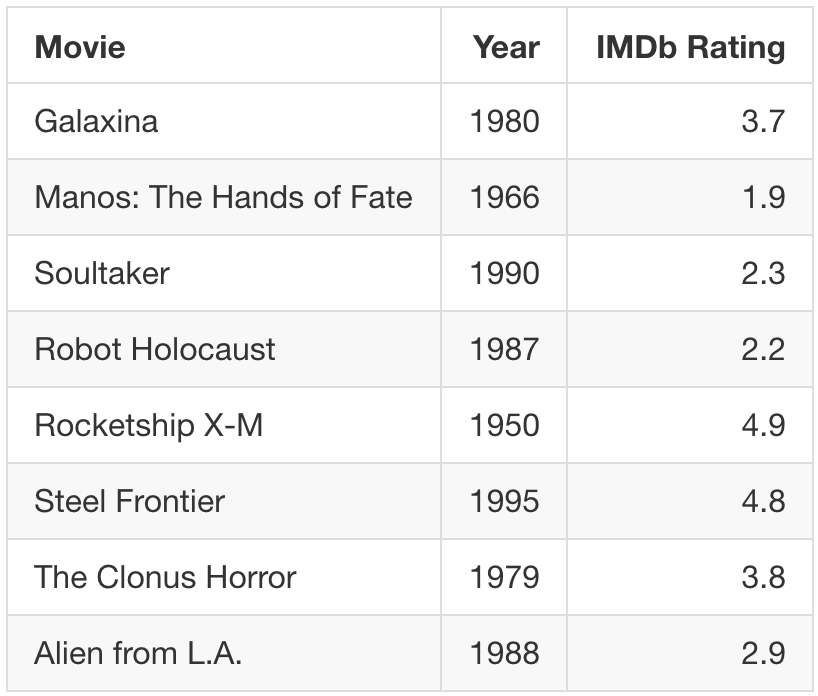 Movie Year IMDb Rating
Galaxina 1980 3.7
Manos: The Hands of Fate 1966 1.9
Soultaker 1990 2.3
Robot Holocaust 1987 2.2
Rocketship X-M 1950 4.9
Steel Frontier 1995 4.8
The Clonus Horror 1979 3.8
Alien from L.A. 1988 2.9